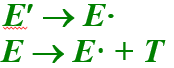 E′ → E·
E → E· + T